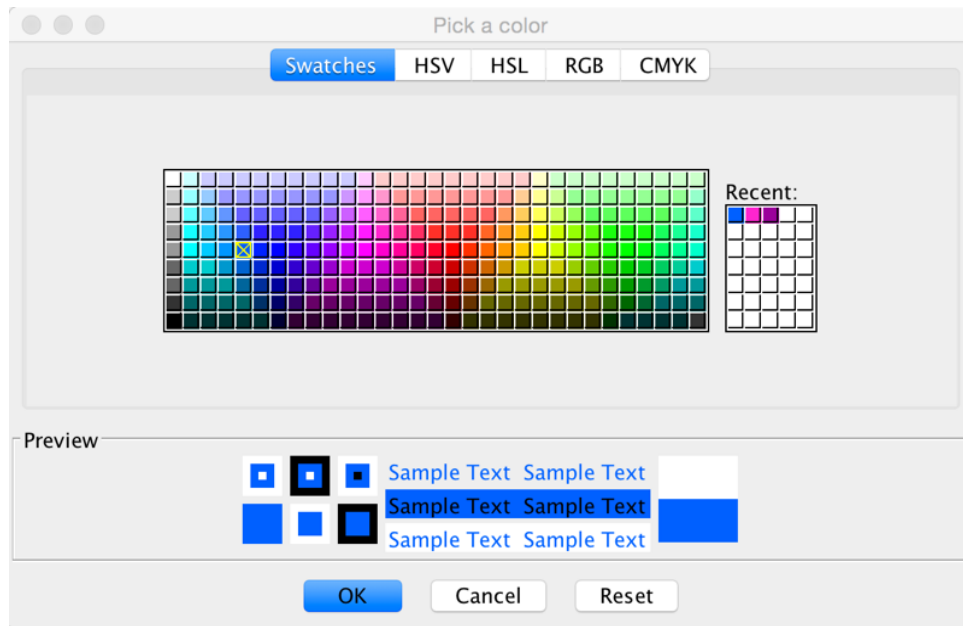 Pick a color
Swatches HSV HSL RGB CMYK
Recent:
Preview
Sample Text Sample Text
Sample Text Sample Text
Sample Text Sample Text
OK Cancel Reset